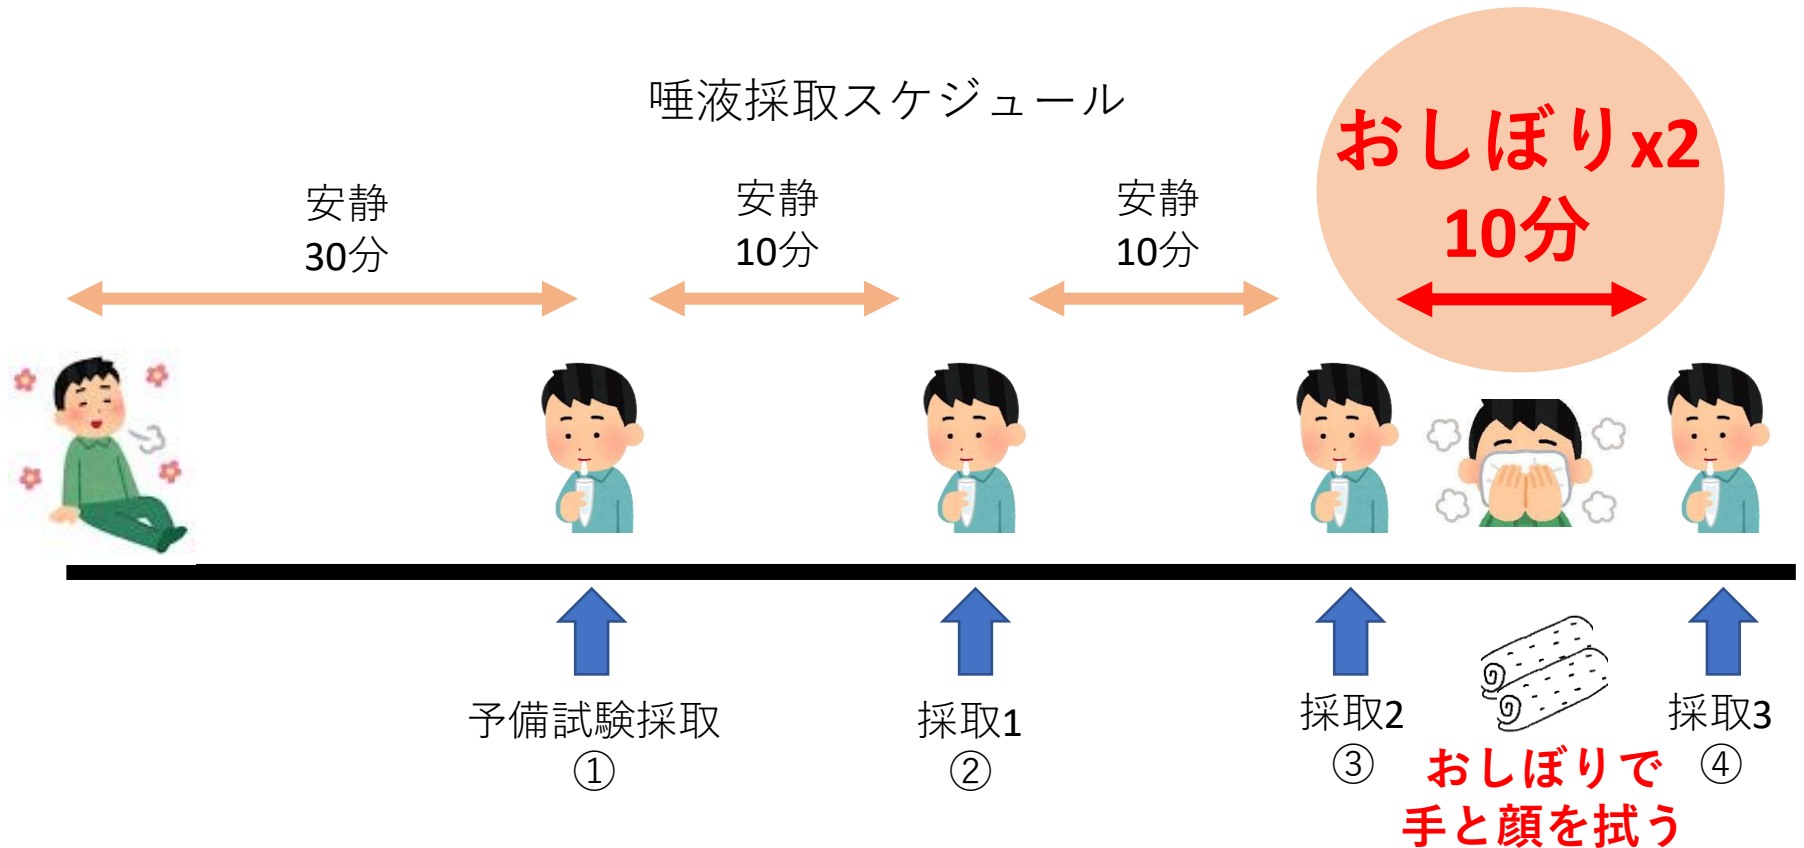 唾液採取スケジュール
安静
30分
安静
10分
安静
10分
おしぼりx2
10分
予備試験採取
①
採取1
②
採取2
③
おしぼりで
手と顔を拭う
採取3
④